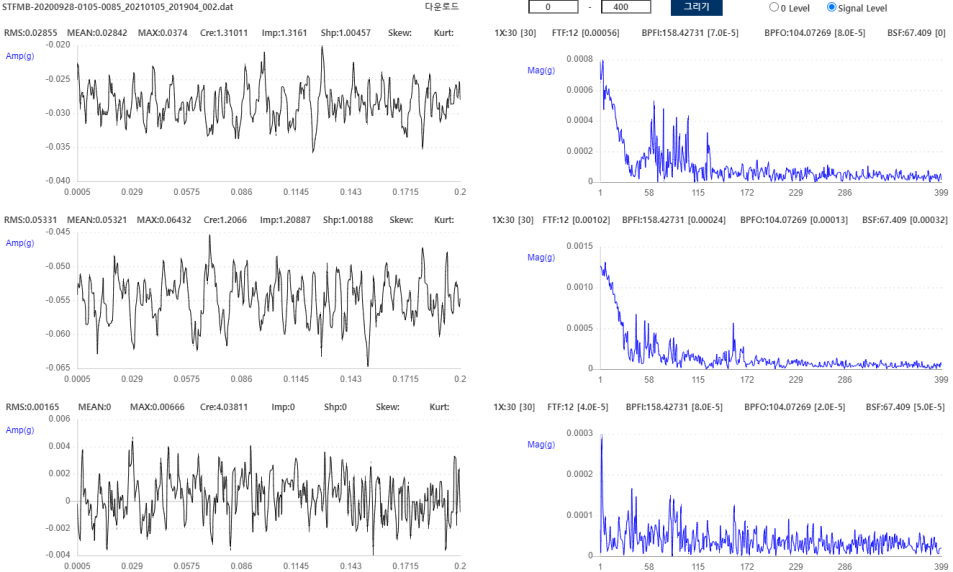 STFMB-20200928-0105-0085_20210105_201904_002.dat 다운로드 0 - 400 그리기 0 Level Signal Level
RMS:0.02855 MEAN:0.02842 MAX:0.0374 Cre:1.31011 Imp:1.3161 Shp:1.00457 Skew: Kurt: 1X:30 [30] FTF:12 [0.00056] BPFI:158.42731 [7.0E-5] BPFO:104.07269 [8.0E-5] BSF:67.409 [0]
Amp(g)
-0.020
-0.025
-0.030
-0.035
-0.040
0.0005 0.029 0.0575 0.086 0.1145 0.143 0.1715 0.2
Mag(g)
0.0008
0.0006
0.0004
0.0002
0
1 58 115 172 229 286 399
RMS:0.05331 MEAN:0.05321 MAX:0.06432 Cre:1.2066 Imp:1.20887 Shp:1.00188 Skew: Kurt: 1X:30 [30] FTF:12 [0.00102] BPFI:158.42731 [0.00024] BPFO:104.07269 [0.00013] BSF:67.409 [0.00032]
Amp(g)
-0.045
-0.050
-0.055
-0.060
-0.065
0.0005 0.029 0.0575 0.086 0.1145 0.143 0.1715 0.2
Mag(g)
0.0015
0.0010
0.0005
0
1 58 115 172 229 286 399
RMS:0.00165 MEAN:0 MAX:0.00666 Cre:4.03811 Imp:0 Shp:0 Skew: Kurt: 1X:30 [30] FTF:12 [4.0E-5] BPFI:158.42731 [8.0E-5] BPFO:104.07269 [2.0E-5] BSF:67.409 [5.0E-5]
Amp(g)
0.006
0.004
0.002
0
-0.002
-0.004
0.0005 0.029 0.0575 0.086 0.1145 0.143 0.1715 0.2
Mag(g)
0.0003
0.0002
0.0001
0
1 58 115 172 229 286 399